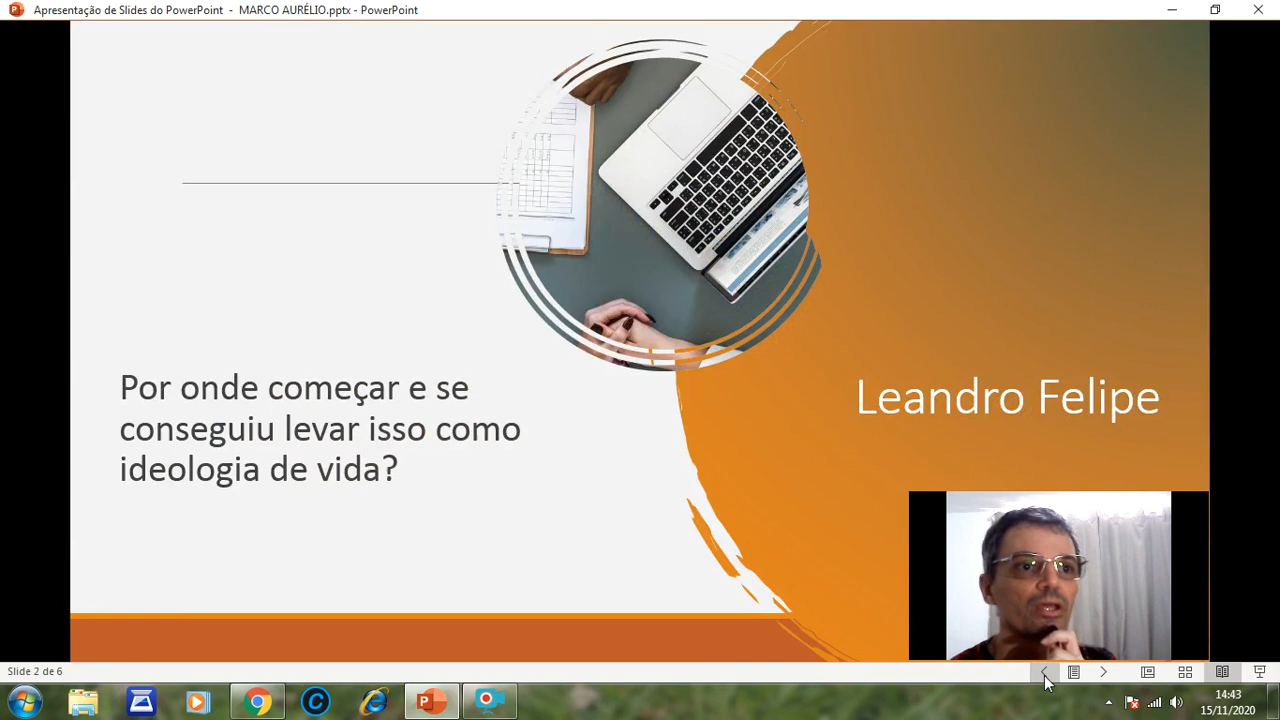 Apresentação de Slides do PowerPoint - MARCO AURÉLIO.pptx - PowerPoint
Por onde começar e se
conseguiu levar isso como
ideologia de vida?
Leandro Felipe
Slide 2 de 6
14:43
15/11/2020